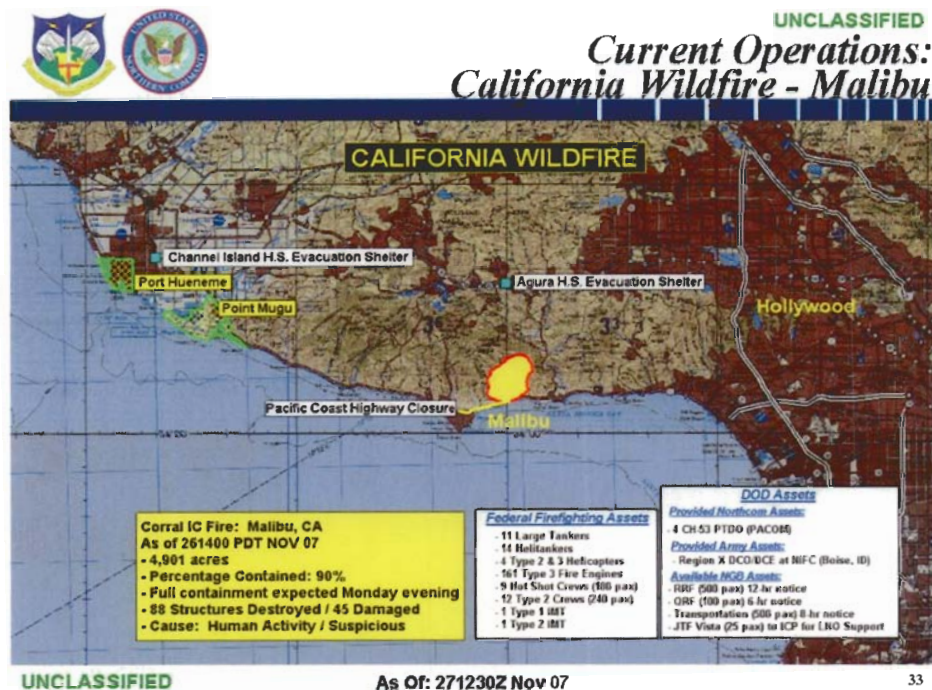 UNCLASSIFIED
Current Operations:
California Wildfire - Malibu
UNITED STATES
NORTHERN COMMAND
CALIFORNIA WILDFIRE
Channel Island H.S. Evacuation Shelter
Agura H.S. Evacuation Shelter
Port Hueneme
Point Mugu
Hollywood
Pacific Coast Highway Closure
Malibu
Corral IC Fire: Malibu, CA
As of 261400 PDT NOV 07
- 4,901 acres
- Percentage Contained: 90%
- Full containment expected Monday evening
- 88 Structures Destroyed / 45 Damaged
- Cause: Human Activity / Suspicious
Federal Firefighting Assets
- 11 Large Tankers
- 14 Helitankers
- 4 Type 2 & 3 Helicopters
- 161 Type 3 Fire Engines
- 9 Hot Shot Crews (180 pax)
- 12 Type 2 Crews (240 pax)
- 1 Type 1 IMT
- 1 Type 2 IMT
DOD Assets
Provided Northcom Assets:
- 4 CH-53 PTDO (PACOM)
Provided Army Assets:
- Region X DCO/DCE at NIFC (Boise, ID)
Available NGB Assets:
- RRF (500 pax) 12-hr notice
- QRF (100 pax) 6-hr notice
- Transportation (506 pax) 8-hr notice
- JTF Vista (25 pax) to ICP for LNO Support
UNCLASSIFIED
As Of: 271230Z Nov 07
33